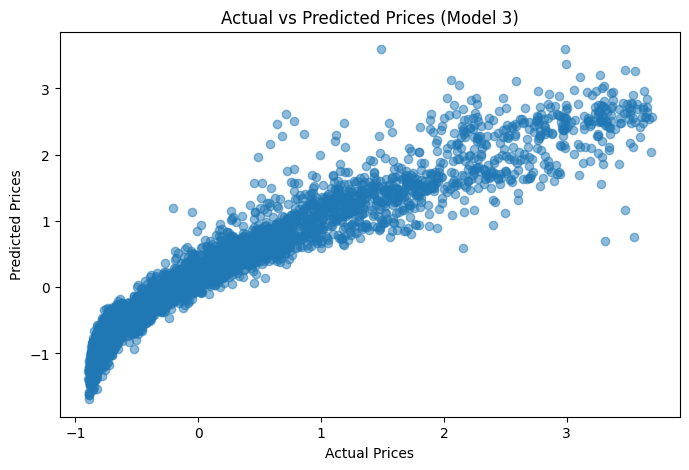 Actual vs Predicted Prices (Model 3)
Predicted Prices
3
2
1
0
−1
−1 0 1 2 3
Actual Prices